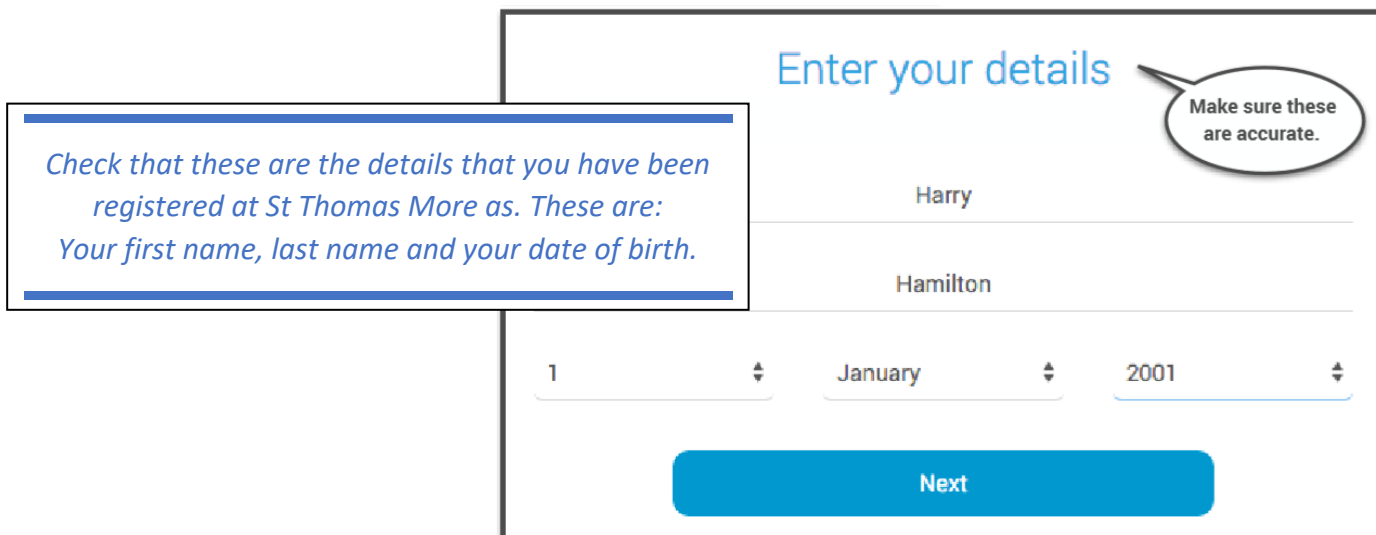 Enter your details
Make sure these
are accurate.
Check that these are the details that you have been
registered at St Thomas More as. These are:
Your first name, last name and your date of birth.
Harry
Hamilton
1 January 2001
Next